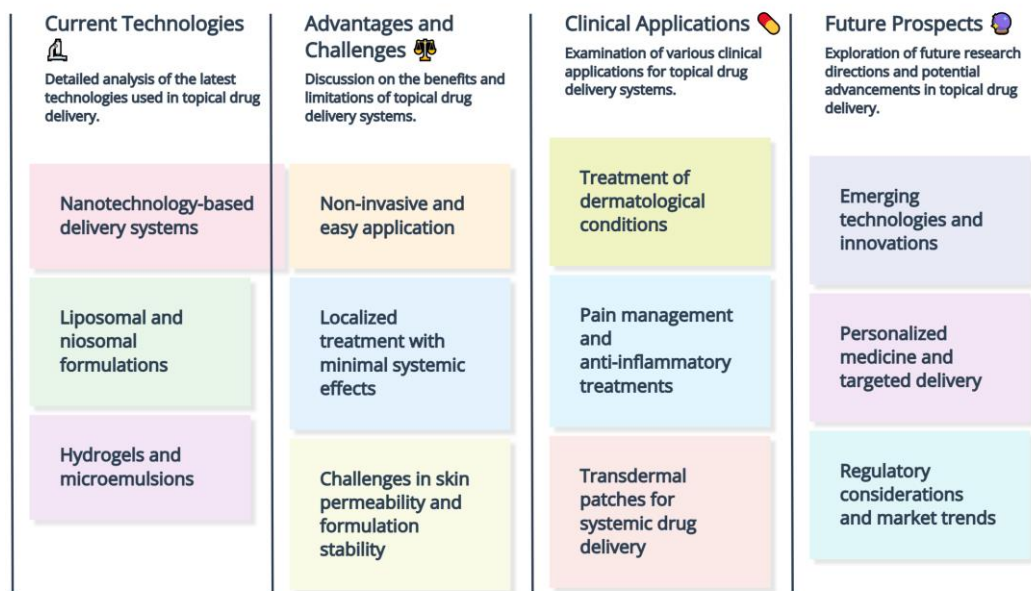 Current Technologies
Detailed analysis of the latest
technologies used in topical drug
delivery.
Nanotechnology-based
delivery systems
Liposomal and
niosomal
formulations
Hydrogels and
microemulsions
Advantages and
Challenges
Discussion on the benefits and
limitations of topical drug
delivery systems.
Non-invasive and
easy application
Localized
treatment with
minimal systemic
effects
Challenges in skin
permeability and
formulation
stability
Clinical Applications
Examination of various clinical
applications for topical drug
delivery systems.
Treatment of
dermatological
conditions
Pain management
and
anti-inflammatory
treatments
Transdermal
patches for
systemic drug
delivery
Future Prospects
Exploration of future research
directions and potential
advancements in topical drug
delivery.
Emerging
technologies and
innovations
Personalized
medicine and
targeted delivery
Regulatory
considerations
and market trends